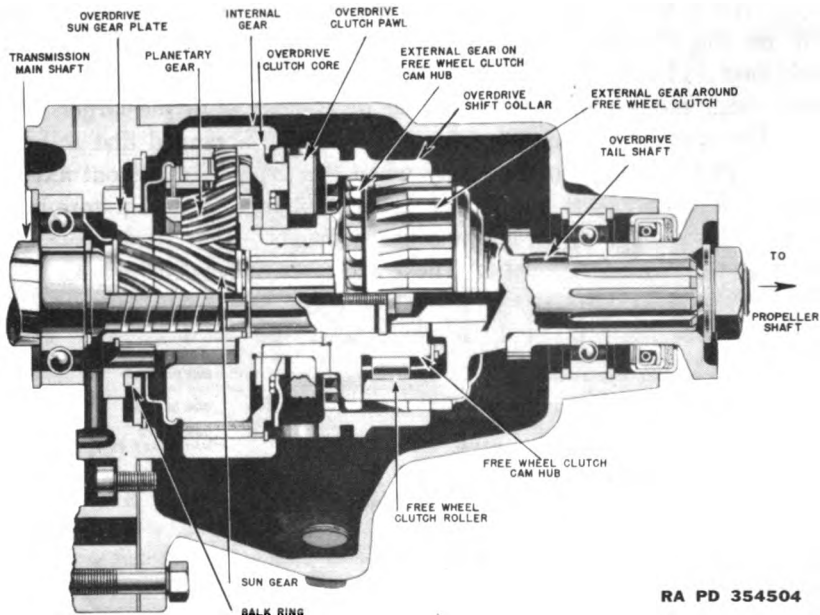 OVERDRIVE
SUN GEAR PLATE
INTERNAL
GEAR
OVERDRIVE
CLUTCH PAWL
TRANSMISSION
MAIN SHAFT
PLANETARY
GEAR
OVERDRIVE
CLUTCH CORE
EXTERNAL GEAR ON
FREE WHEEL CLUTCH
CAM HUB
OVERDRIVE
SHIFT COLLAR
EXTERNAL GEAR AROUND
FREE WHEEL CLUTCH
OVERDRIVE
TAIL SHAFT
TO
PROPELLER
SHAFT
FREE WHEEL CLUTCH
CAM HUB
FREE WHEEL
CLUTCH ROLLER
SUN GEAR
BALK RING
RA PD 354504